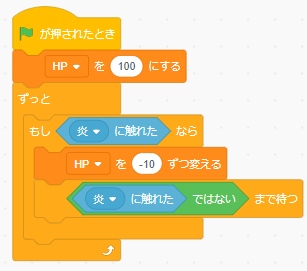 が押されたとき
HP ▼ を 100 にする
ずっと
もし 炎 ▼ に触れた なら
HP ▼ を -10 ずつ変える
炎 ▼ に触れた ではない まで待つ